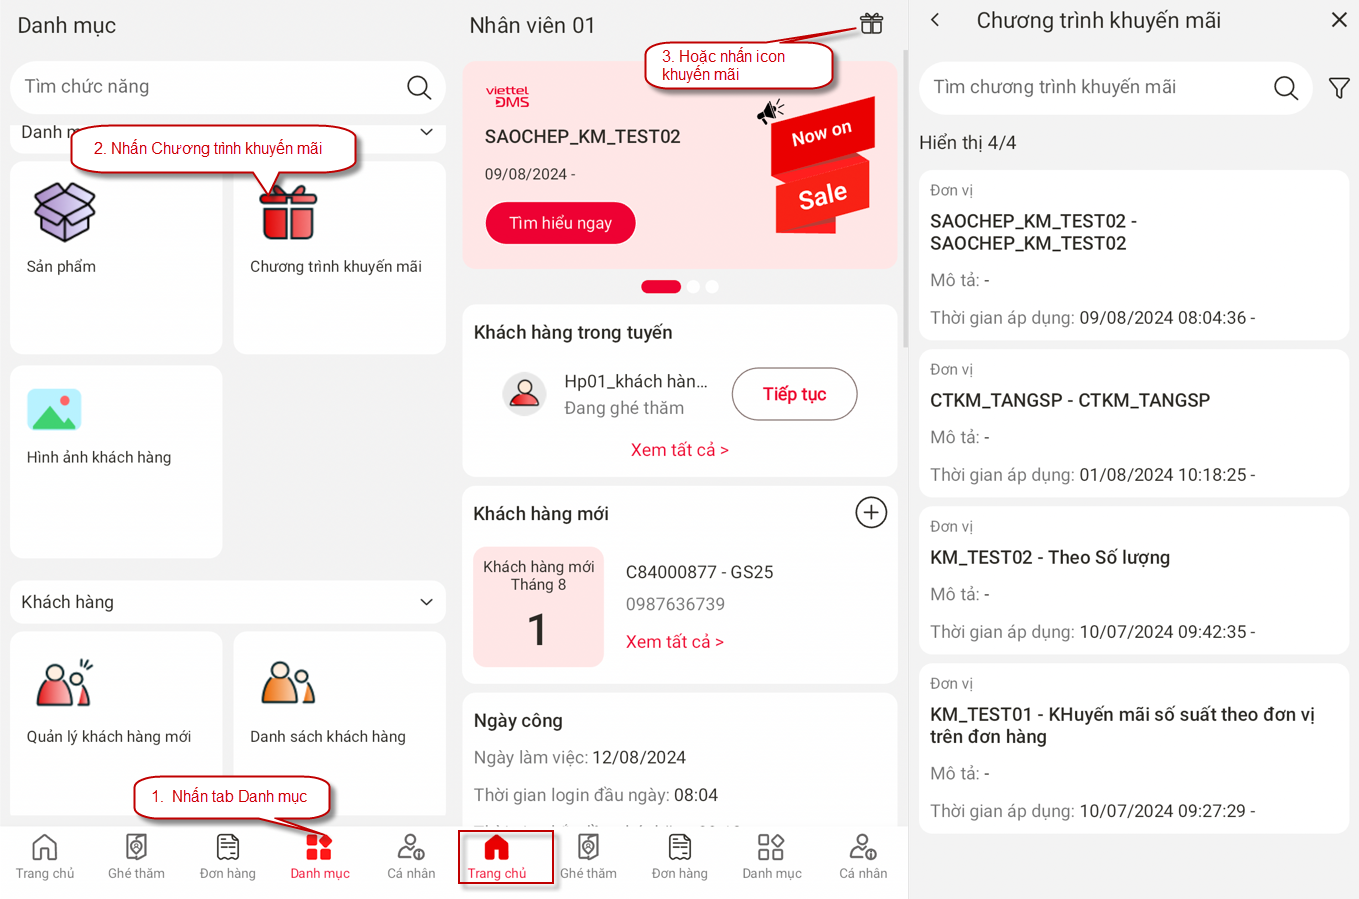 Danh mục
Tìm chức năng
2. Nhấn Chương trình khuyến mãi
Sản phẩm
Chương trình khuyến mãi
Hình ảnh khách hàng
Khách hàng
Quản lý khách hàng mới
Danh sách khách hàng
1. Nhấn tab Danh mục
Trang chủ
Ghé thăm
Đơn hàng
Danh mục
Cá nhân
Nhân viên 01
3. Hoặc nhấn icon
khuyến mãi
viettel
DMS
SAOCHEP_KM_TEST02
09/08/2024 -
Tìm hiểu ngay
Now on
Sale
Khách hàng trong tuyến
Hp01_khách hàn...
Đang ghé thăm
Tiếp tục
Xem tất cả >
Khách hàng mới
Khách hàng mới
Tháng 8
1
C84000877 - GS25
0987636739
Xem tất cả >
Ngày công
Ngày làm việc: 12/08/2024
Thời gian login đầu ngày: 08:04
Trang chủ
Ghé thăm
Đơn hàng
Danh mục
Cá nhân
Chương trình khuyến mãi
Tìm chương trình khuyến mãi
Hiển thị 4/4
Đơn vị
SAOCHEP_KM_TEST02 -
SAOCHEP_KM_TEST02
Mô tả: -
Thời gian áp dụng: 09/08/2024 08:04:36 -
Đơn vị
CTKM_TANGSP - CTKM_TANGSP
Mô tả: -
Thời gian áp dụng: 01/08/2024 10:18:25 -
Đơn vị
KM_TEST02 - Theo Số lượng
Mô tả: -
Thời gian áp dụng: 10/07/2024 09:42:35 -
Đơn vị
KM_TEST01 - KHuyến mãi số suất theo đơn vị
trên đơn hàng
Mô tả: -
Thời gian áp dụng: 10/07/2024 09:27:29 -